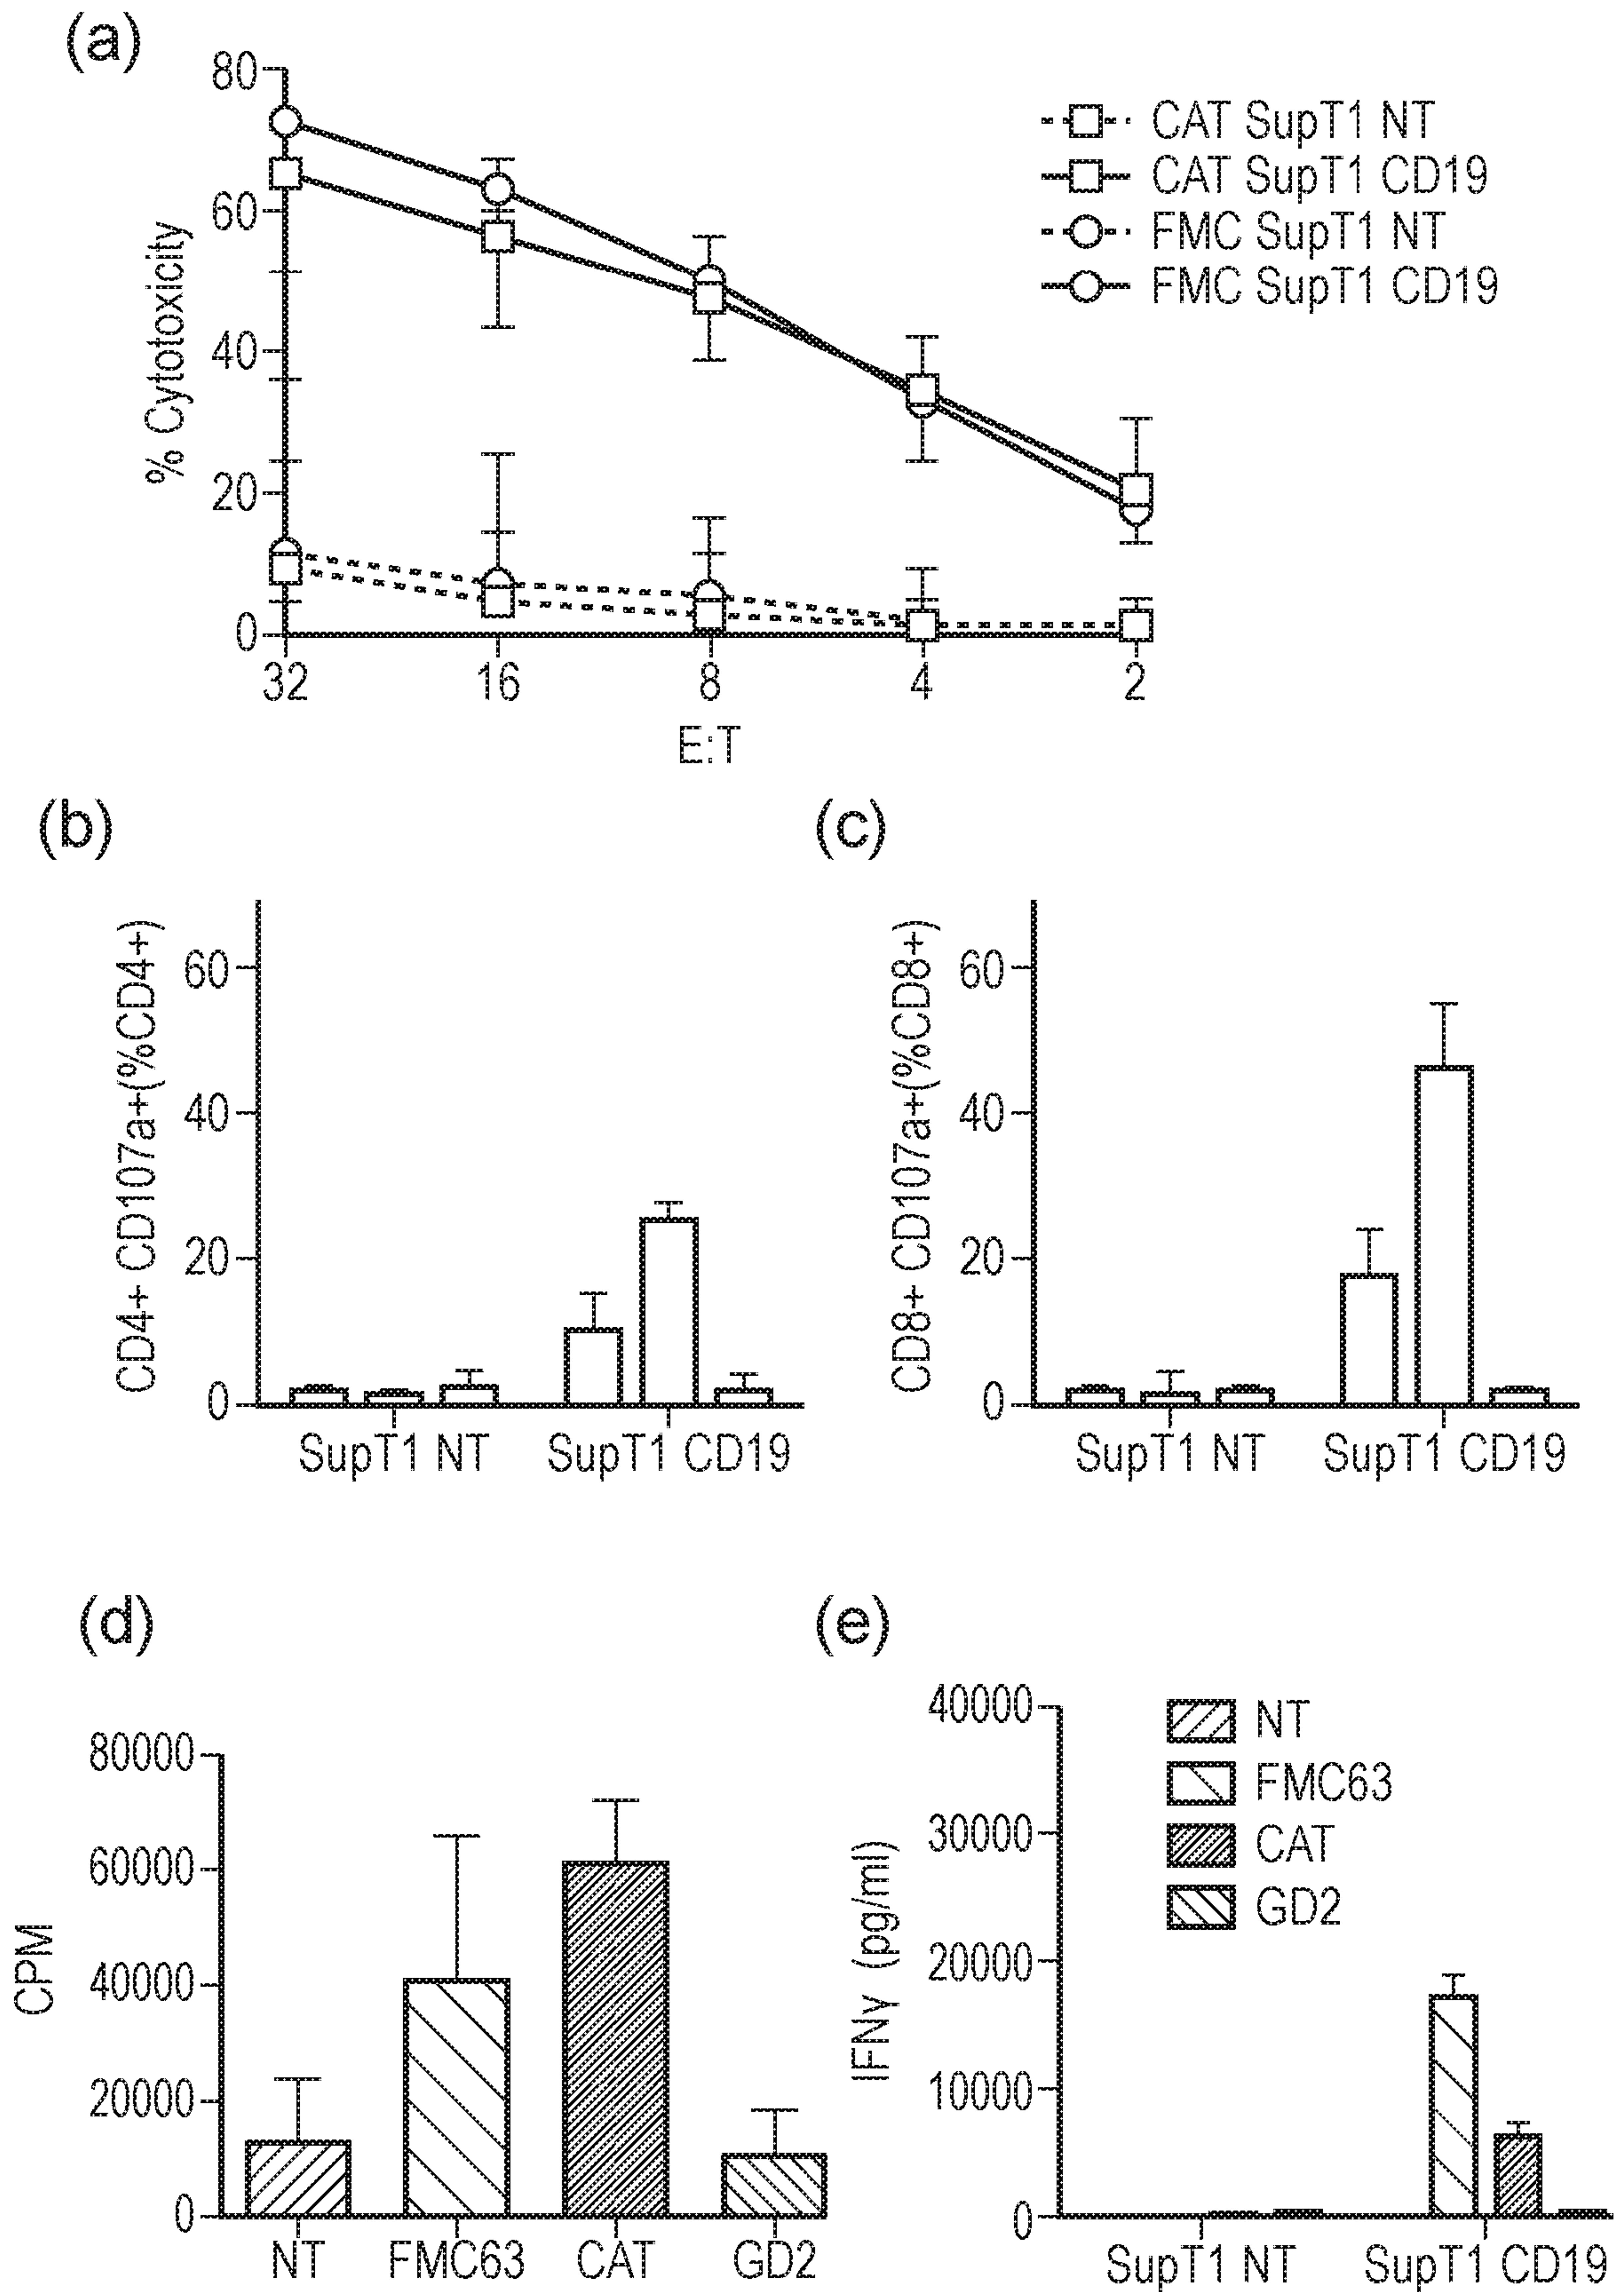 (a)
80
60
40
20
0
% Cytotoxicity
32 16 8 4 2
E:T
CAT SupT1 NT
CAT SupT1 CD19
FMC SupT1 NT
FMC SupT1 CD19
(b)
CD4+ CD107a+(%CD4+)
60
40
20
0
SupT1 NT SupT1 CD19
(c)
CD8+ CD107a+(%CD8+)
60
40
20
0
SupT1 NT SupT1 CD19
(d)
CPM
80000
60000
40000
20000
0
NT FMC63 CAT GD2
(e)
IFNγ (pg/ml)
40000
30000
20000
10000
0
NT
FMC63
CAT
GD2
SupT1 NT SupT1 CD19